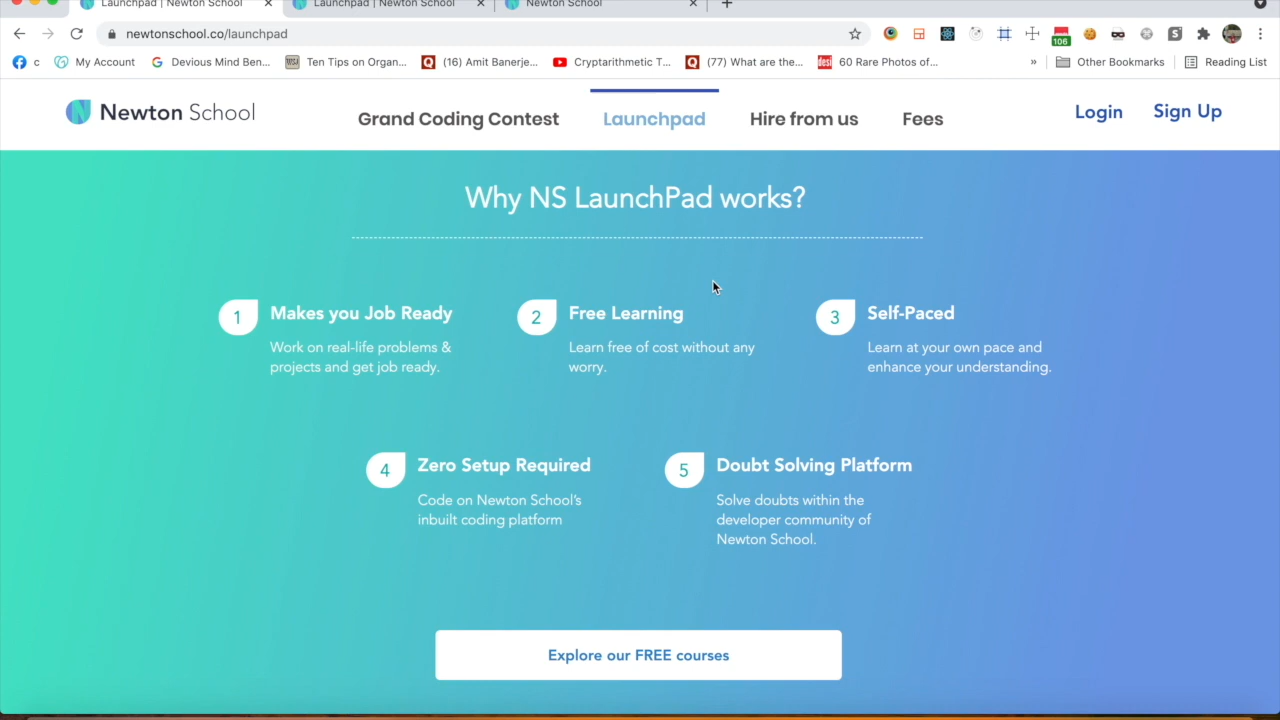 Launchpad | Newton School
Launchpad | Newton School
Newton School
newtonschool.co/launchpad
106
c
My Account
Devious Mind Ben...
Ten Tips on Organ...
(16) Amit Banerje...
Cryptarithmetic T...
(77) What are the...
desi
60 Rare Photos of...
»
Other Bookmarks
Reading List
Newton School
Grand Coding Contest
Launchpad
Hire from us
Fees
Login
Sign Up
Why NS LaunchPad works?
1
Makes you Job Ready
Work on real-life problems &
projects and get job ready.
2
Free Learning
Learn free of cost without any
worry.
3
Self-Paced
Learn at your own pace and
enhance your understanding.
4
Zero Setup Required
Code on Newton School's
inbuilt coding platform
5
Doubt Solving Platform
Solve doubts within the
developer community of
Newton School.
Explore our FREE courses